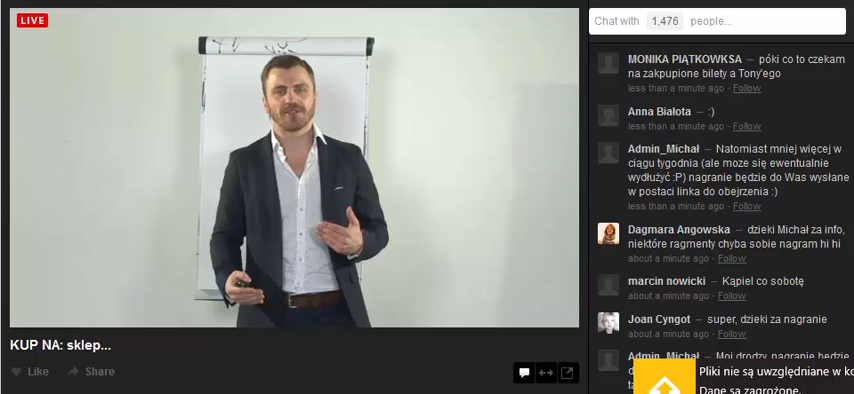 LIVE
Chat with 1,476 people...
MONIKA PIĄTKOWKSA – póki co to czekam
na zakpupione bilety a Tony'ego
less than a minute ago · Follow
Anna Białota – :)
less than a minute ago · Follow
Admin_Michał – Natomiast mniej więcej w
ciągu tygodnia (ale moze się ewentualnie
wydłużyć :P) nagranie będzie do Was wysłane
w postaci linka do obejrzenia :)
less than a minute ago · Follow
Dagmara Angowska – dzieki Michał za info,
niektóre ragmenty chyba sobie nagram hi hi
about a minute ago · Follow
marcin nowicki – Kąpiel co sobotę
about a minute ago · Follow
Joan Cyngot – super, dzieki za nagranie
about a minute ago · Follow
Admin_Michał – Moi drodzy, nagranie będzie
KUP NA: sklep...
Like Share
Pliki nie są uwzględniane w
Dane są zagrożone.